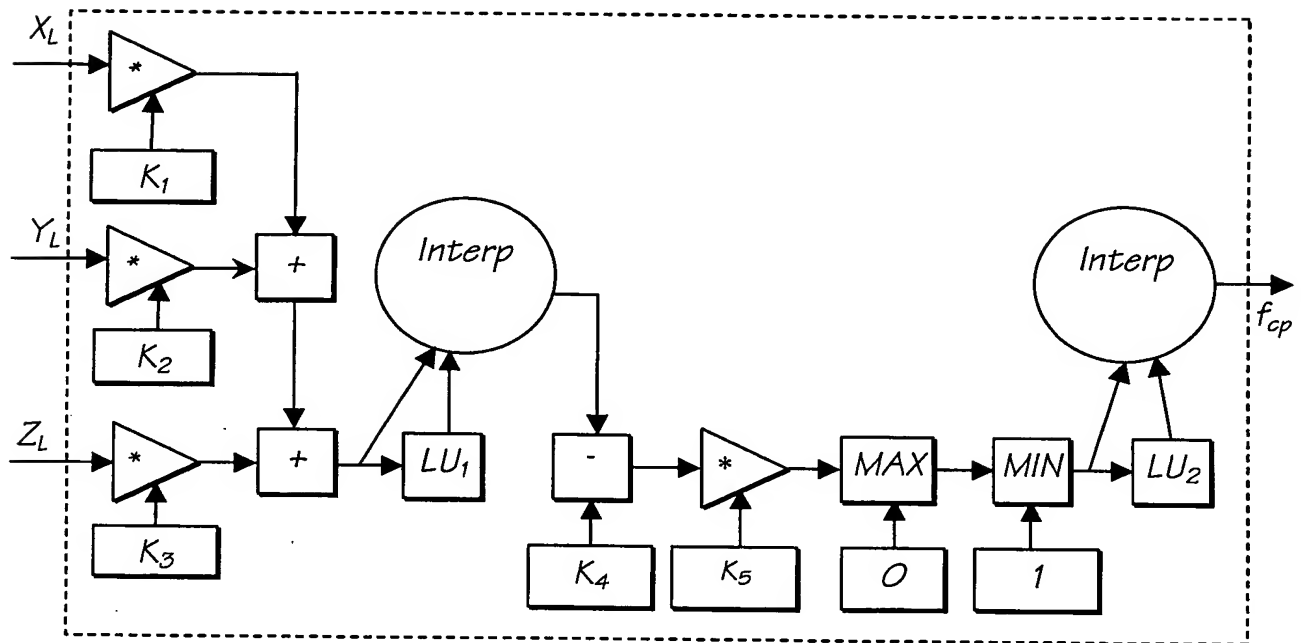 X_L
*
K_1
Y_L
*
+
K_2
Z_L
*
+
K_3
Interp
LU_1
-
K_4
*
K_5
MAX
0
MIN
1
Interp
LU_2
f_cp